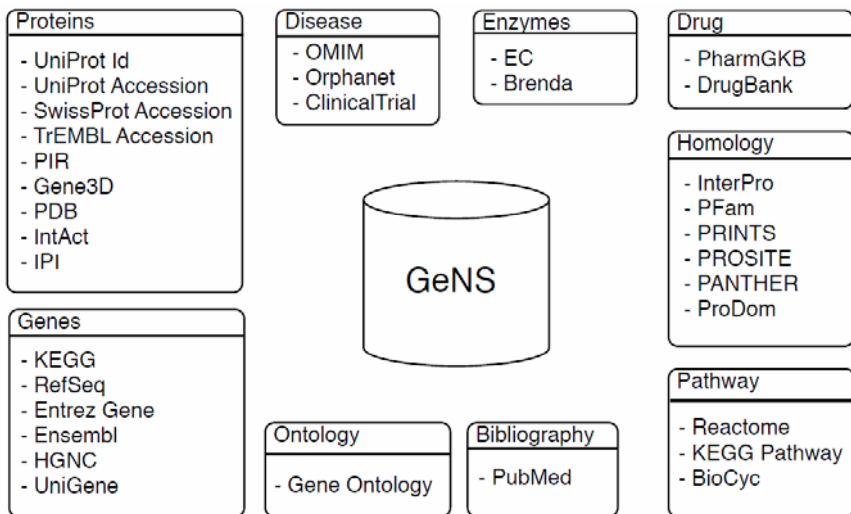 Proteins
- UniProt Id
- UniProt Accession
- SwissProt Accession
- TrEMBL Accession
- PIR
- Gene3D
- PDB
- IntAct
- IPI
Disease
- OMIM
- Orphanet
- ClinicalTrial
Enzymes
- EC
- Brenda
Drug
- PharmGKB
- DrugBank
Homology
- InterPro
- PFam
- PRINTS
- PROSITE
- PANTHER
- ProDom
GeNS
Genes
- KEGG
- RefSeq
- Entrez Gene
- Ensembl
- HGNC
- UniGene
Ontology
- Gene Ontology
Bibliography
- PubMed
Pathway
- Reactome
- KEGG Pathway
- BioCyc